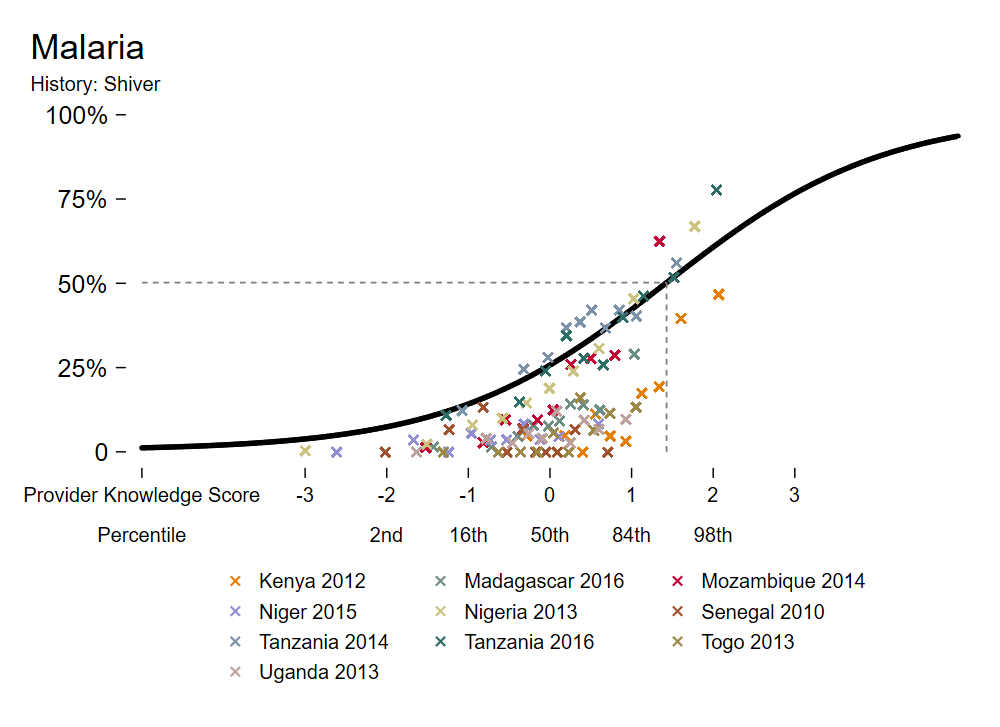 Malaria
History: Shiver
100%
75%
50%
25%
0
Provider Knowledge Score -3 -2 -1 0 1 2 3
Percentile 2nd 16th 50th 84th 98th
Kenya 2012 Madagascar 2016 Mozambique 2014
Niger 2015 Nigeria 2013 Senegal 2010
Tanzania 2014 Tanzania 2016 Togo 2013
Uganda 2013